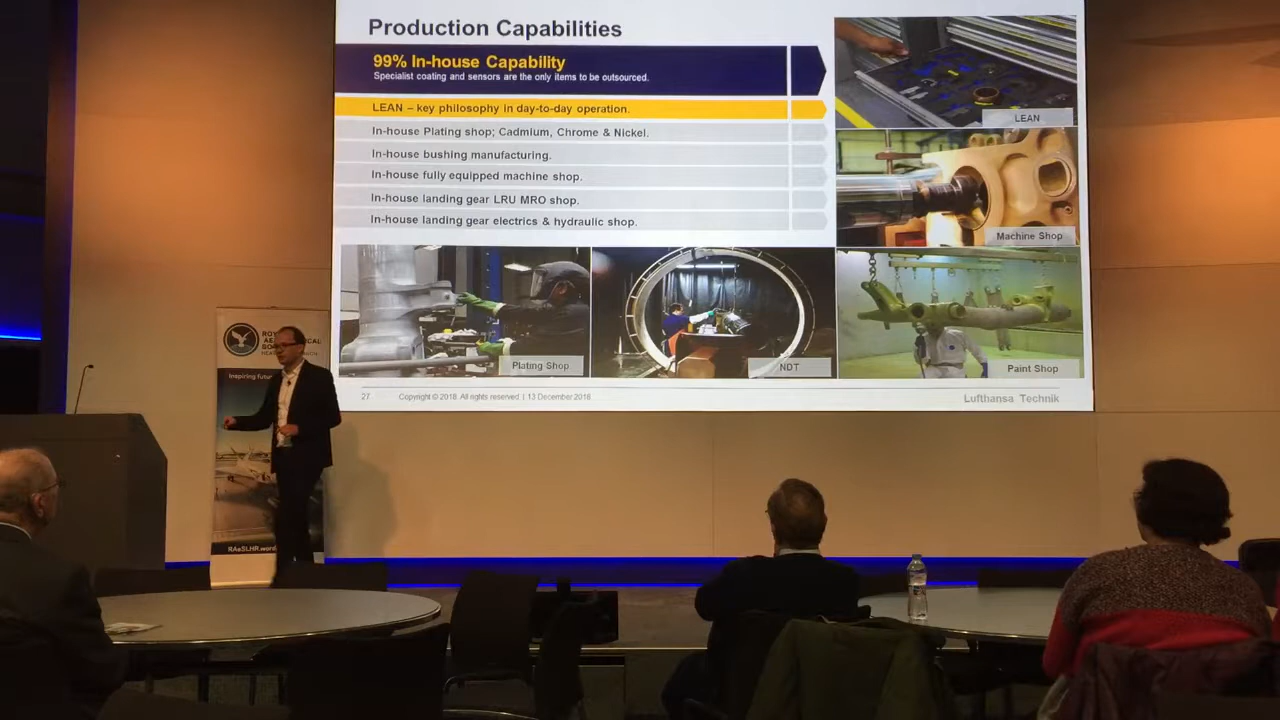 Production Capabilities
99% In-house Capability
Specialist coating and sensors are the only items to be outsourced.
LEAN – key philosophy in day-to-day operation.
In-house Plating shop; Cadmium, Chrome & Nickel.
In-house bushing manufacturing.
In-house fully equipped machine shop.
In-house landing gear LRU MRO shop.
In-house landing gear electrics & hydraulic shop.
LEAN
Machine Shop
Plating Shop
NDT
Paint Shop
27
Copyright © 2018. All rights reserved. | 13 December 2018
Lufthansa Technik
Inspiring